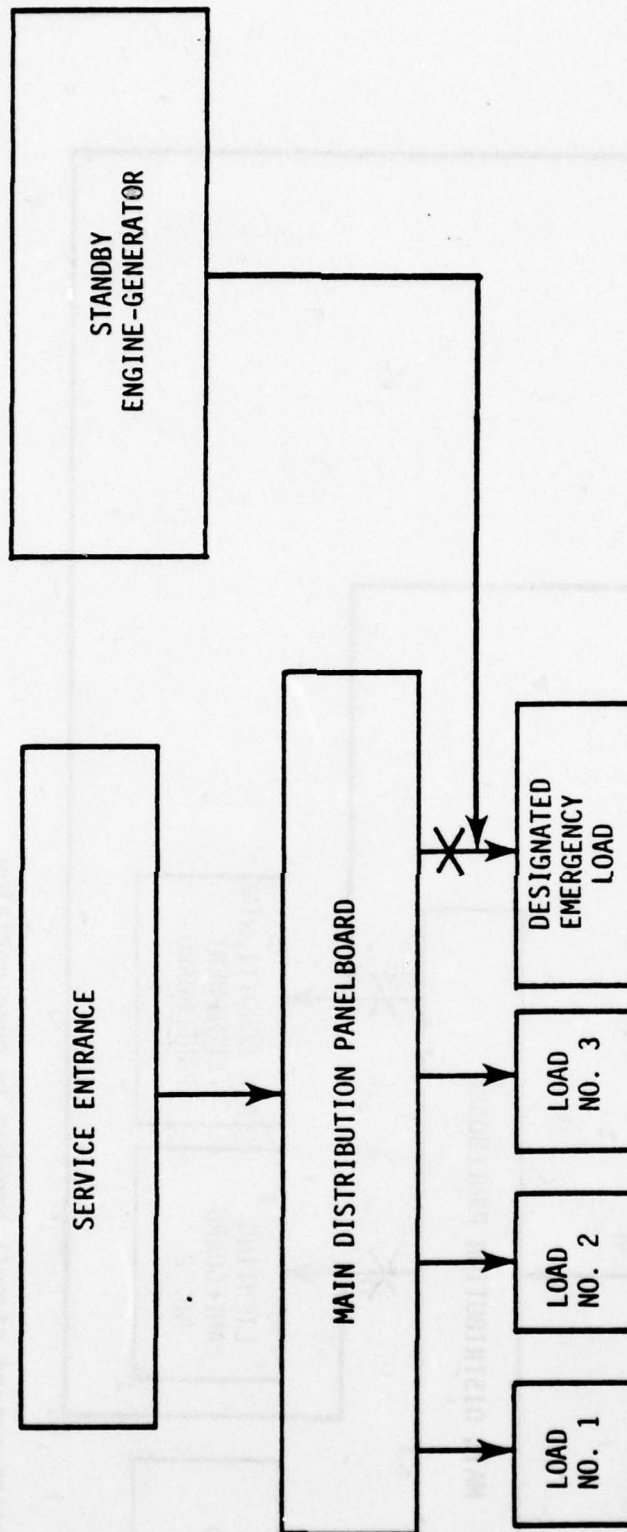 STANDBY
ENGINE-GENERATOR
SERVICE ENTRANCE
MAIN DISTRIBUTION PANELBOARD
LOAD
NO. 1
LOAD
NO. 2
LOAD
NO. 3
DESIGNATED
EMERGENCY
LOAD